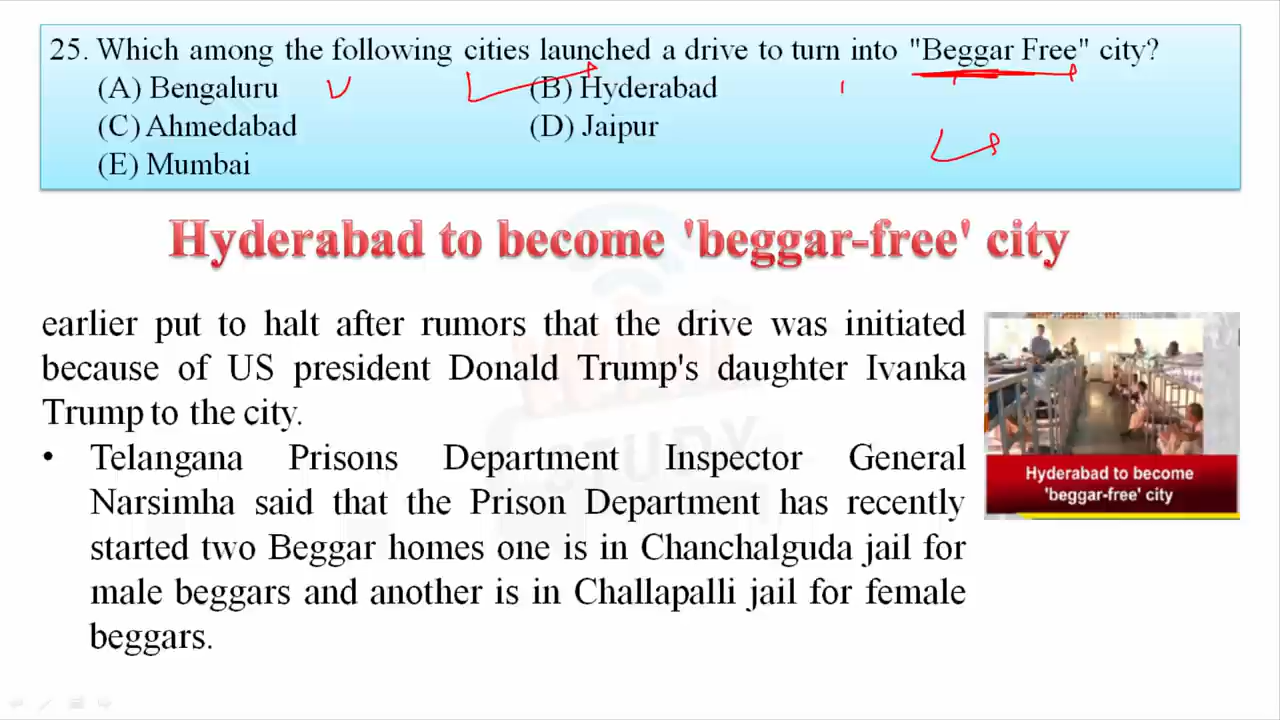 25. Which among the following cities launched a drive to turn into "Beggar Free" city?
(A) Bengaluru (B) Hyderabad
(C) Ahmedabad (D) Jaipur
(E) Mumbai
Hyderabad to become 'beggar-free' city
earlier put to halt after rumors that the drive was initiated
because of US president Donald Trump's daughter Ivanka
Trump to the city.
• Telangana Prisons Department Inspector General
Narsimha said that the Prison Department has recently
started two Beggar homes one is in Chanchalguda jail for
male beggars and another is in Challapalli jail for female
beggars.
Hyderabad to become
'beggar-free' city
STUDY